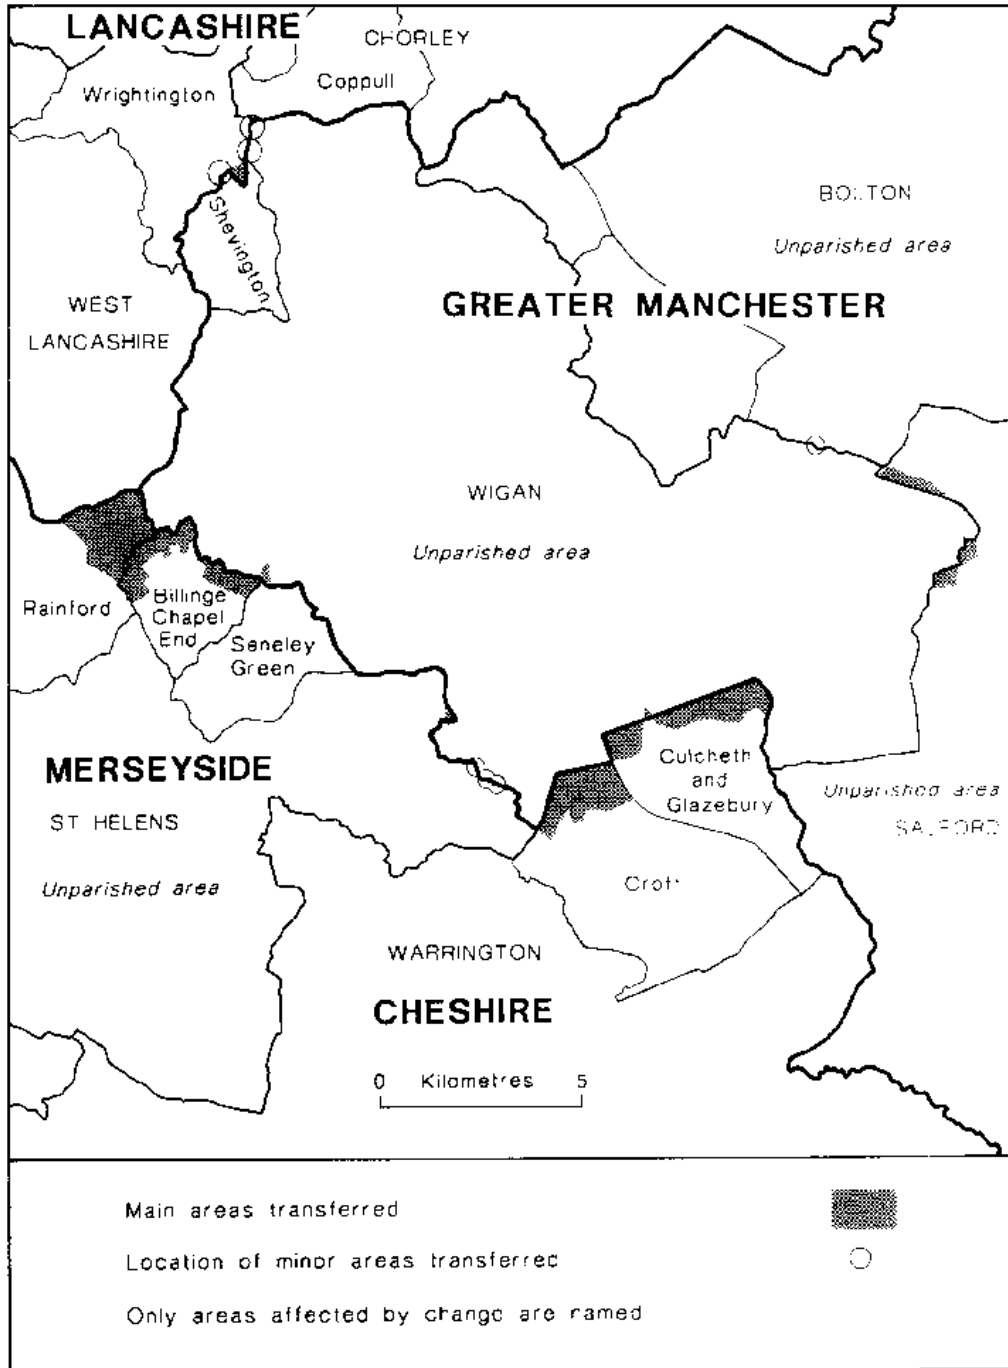 LANCASHIRE
CHORLEY
Coppull
Wrightington
BOLTON
Unparished area
Shevington
WEST
LANCASHIRE
GREATER MANCHESTER
WIGAN
Unparished area
Rainford
Billinge
Chapel
End
Seneley
Green
MERSEYSIDE
ST HELENS
Unparished area
Culcheth
and
Glazebury
Unparished area
SALFORD
Croft
WARRINGTON
CHESHIRE
0 Kilometres 5
Main areas transferred
Location of minor areas transferred
Only areas affected by change are named